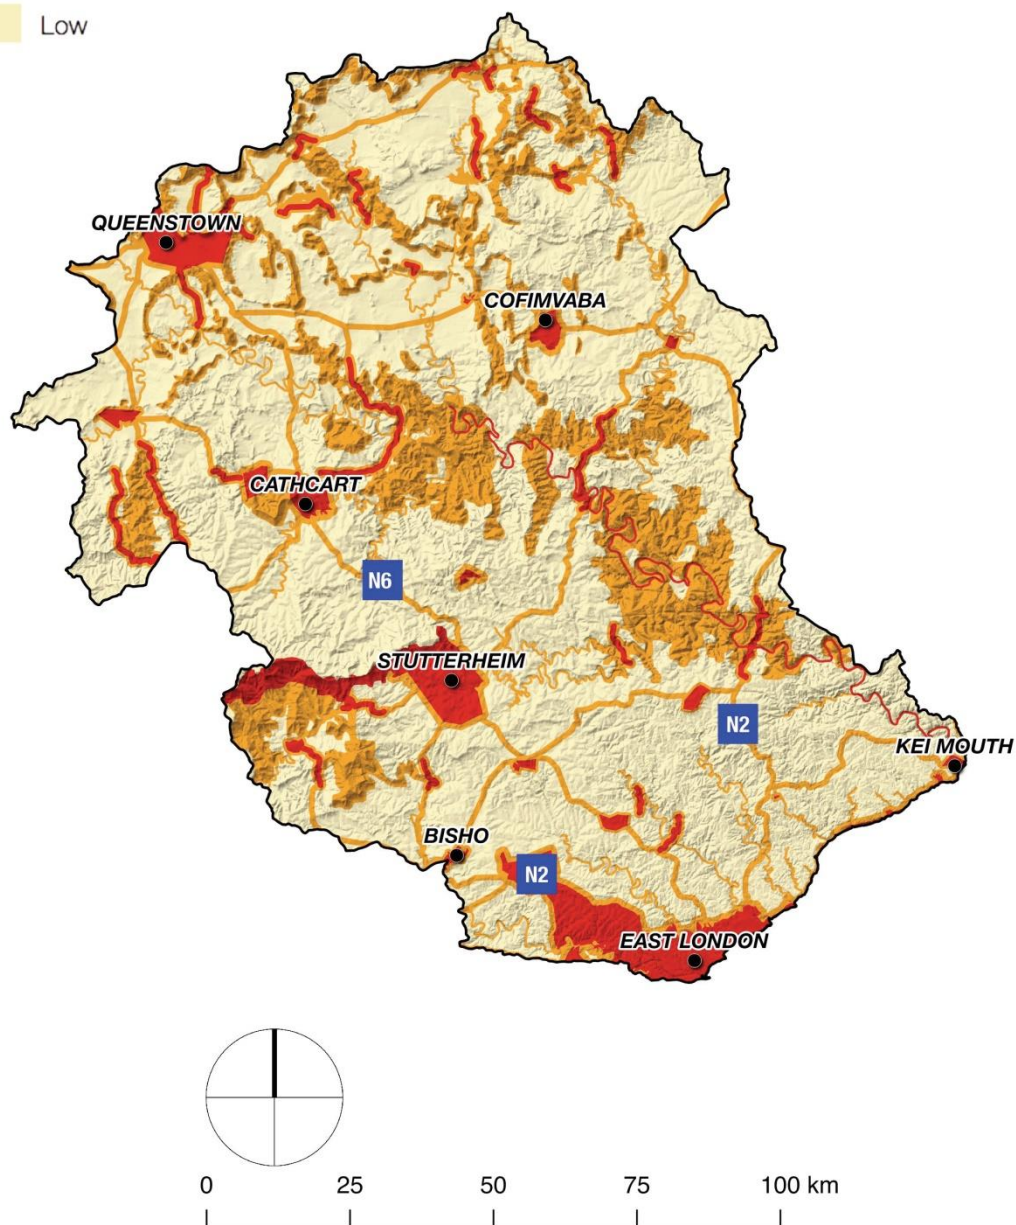 Low
QUEENSTOWN
COFIMVABA
CATHCART
N6
STUTTERHEIM
N2
KEI MOUTH
BISHO
N2
EAST LONDON
0 25 50 75 100 km